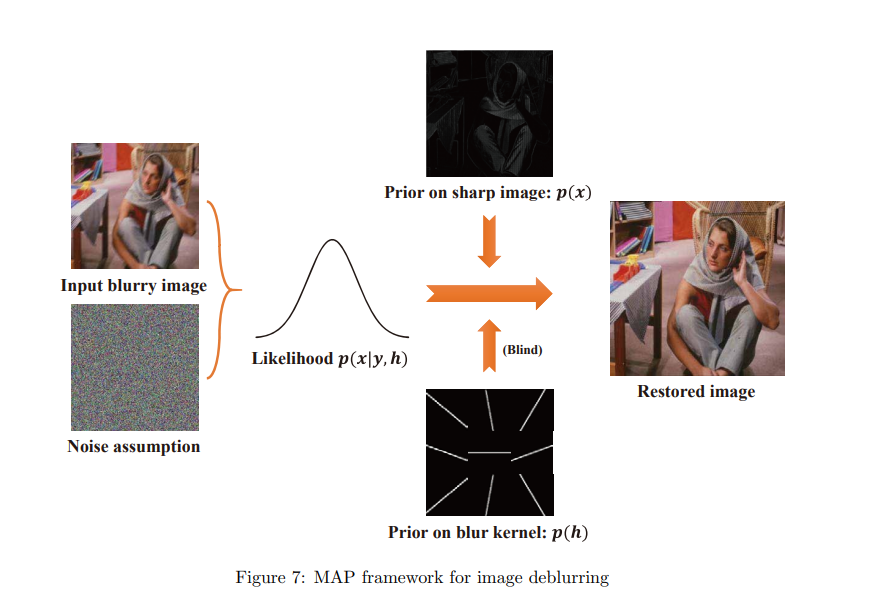 Prior on sharp image: p(x)
Input blurry image
(Blind)
Likelihood p(x|y, h)
Restored image
Noise assumption
Prior on blur kernel: p(h)
Figure 7: MAP framework for image deblurring